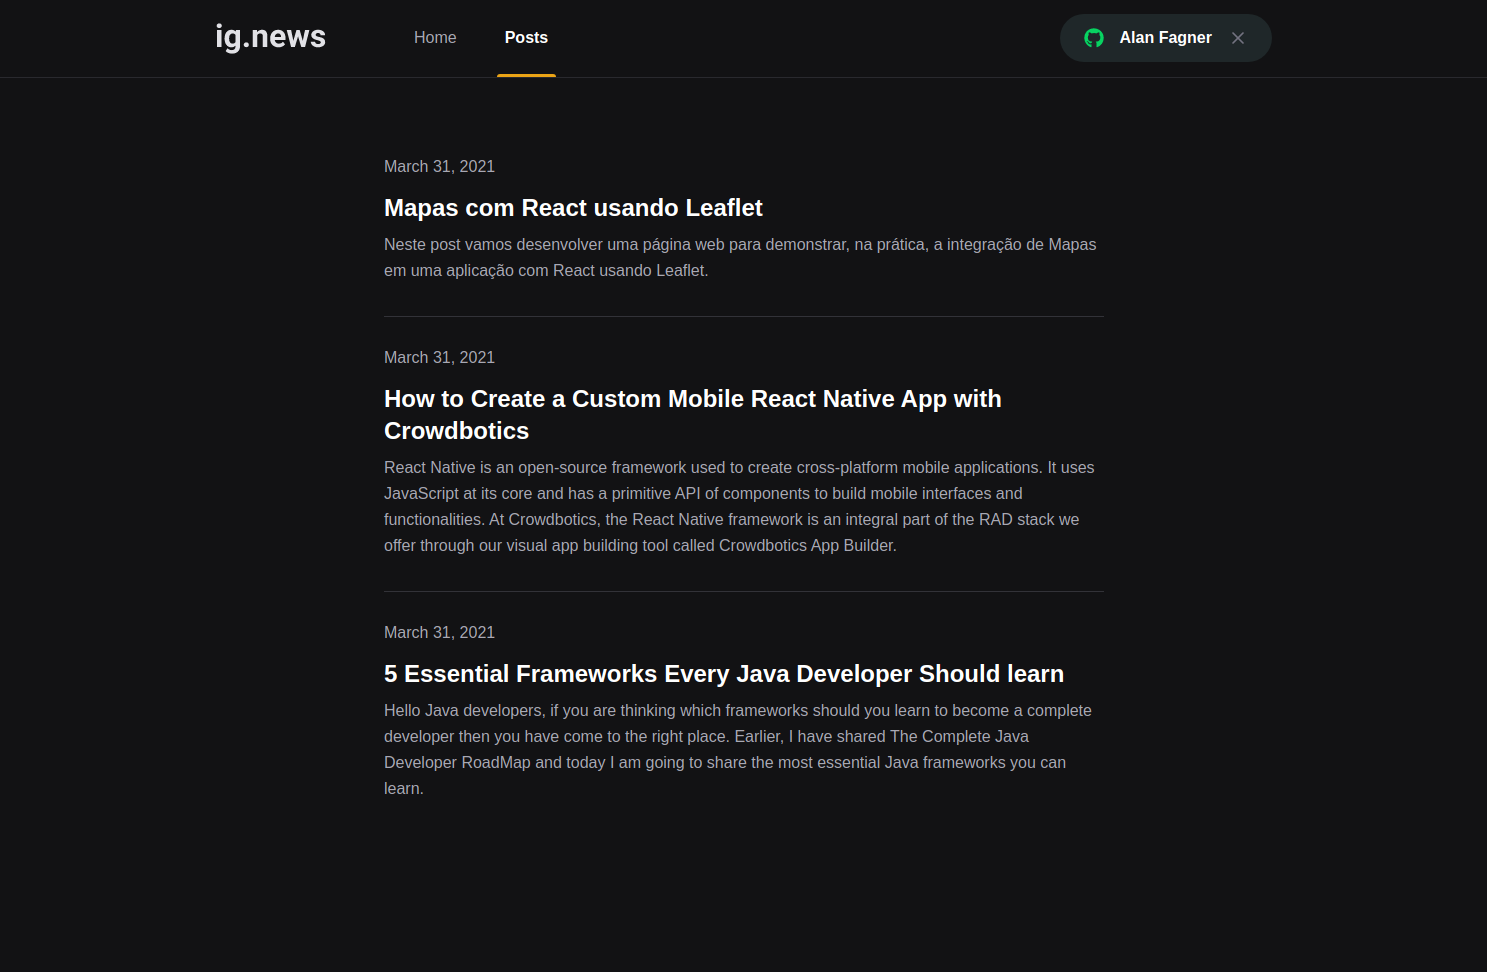 ig.news
Home
Posts
Alan Fagner
March 31, 2021
Mapas com React usando Leaflet
Neste post vamos desenvolver uma página web para demonstrar, na prática, a integração de Mapas
em uma aplicação com React usando Leaflet.
March 31, 2021
How to Create a Custom Mobile React Native App with
Crowdbotics
React Native is an open-source framework used to create cross-platform mobile applications. It uses
JavaScript at its core and has a primitive API of components to build mobile interfaces and
functionalities. At Crowdbotics, the React Native framework is an integral part of the RAD stack we
offer through our visual app building tool called Crowdbotics App Builder.
March 31, 2021
5 Essential Frameworks Every Java Developer Should learn
Hello Java developers, if you are thinking which frameworks should you learn to become a complete
developer then you have come to the right place. Earlier, I have shared The Complete Java
Developer RoadMap and today I am going to share the most essential Java frameworks you can
learn.